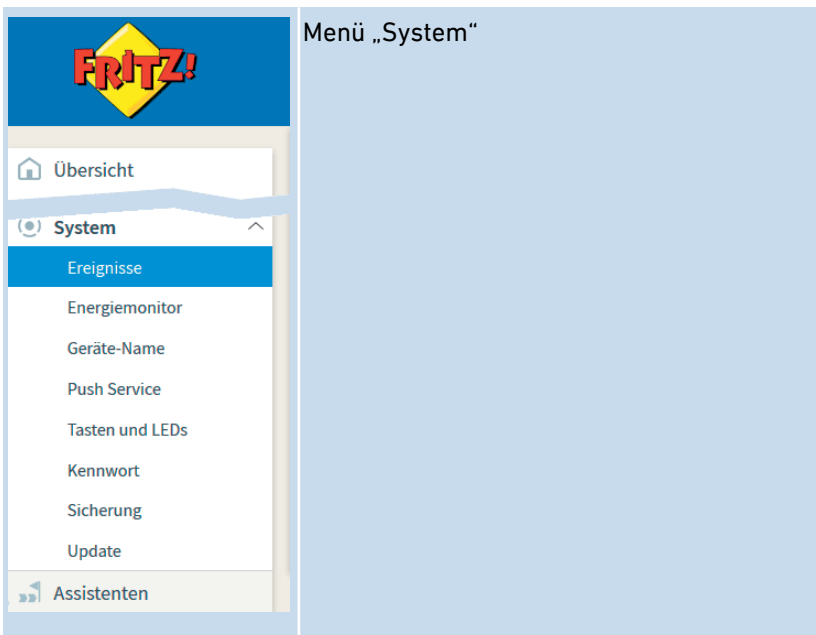 FRITZ!
Menü „System“
Übersicht
System
Ereignisse
Energiemonitor
Geräte-Name
Push Service
Tasten und LEDs
Kennwort
Sicherung
Update
Assistenten